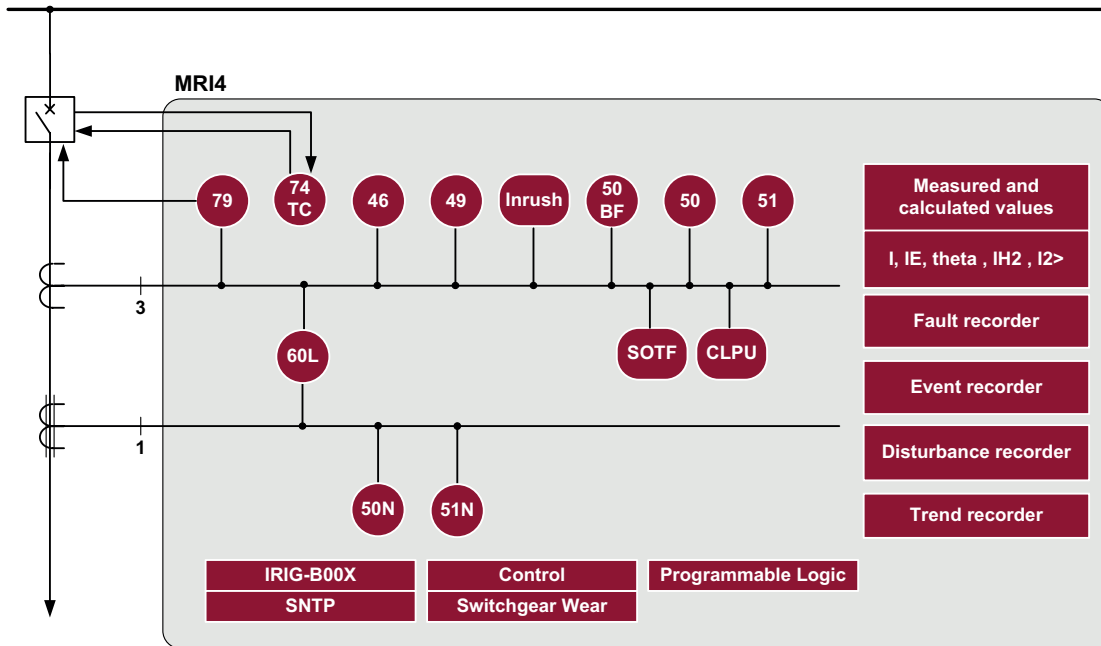 MRI4
79
74
TC
46
49
Inrush
50
BF
50
51
Measured and
calculated values
I, IE, theta , IH2 , I2>
3
60L
SOTF
CLPU
Fault recorder
Event recorder
1
Disturbance recorder
50N
51N
Trend recorder
IRIG-B00X
Control
Programmable Logic
SNTP
Switchgear Wear